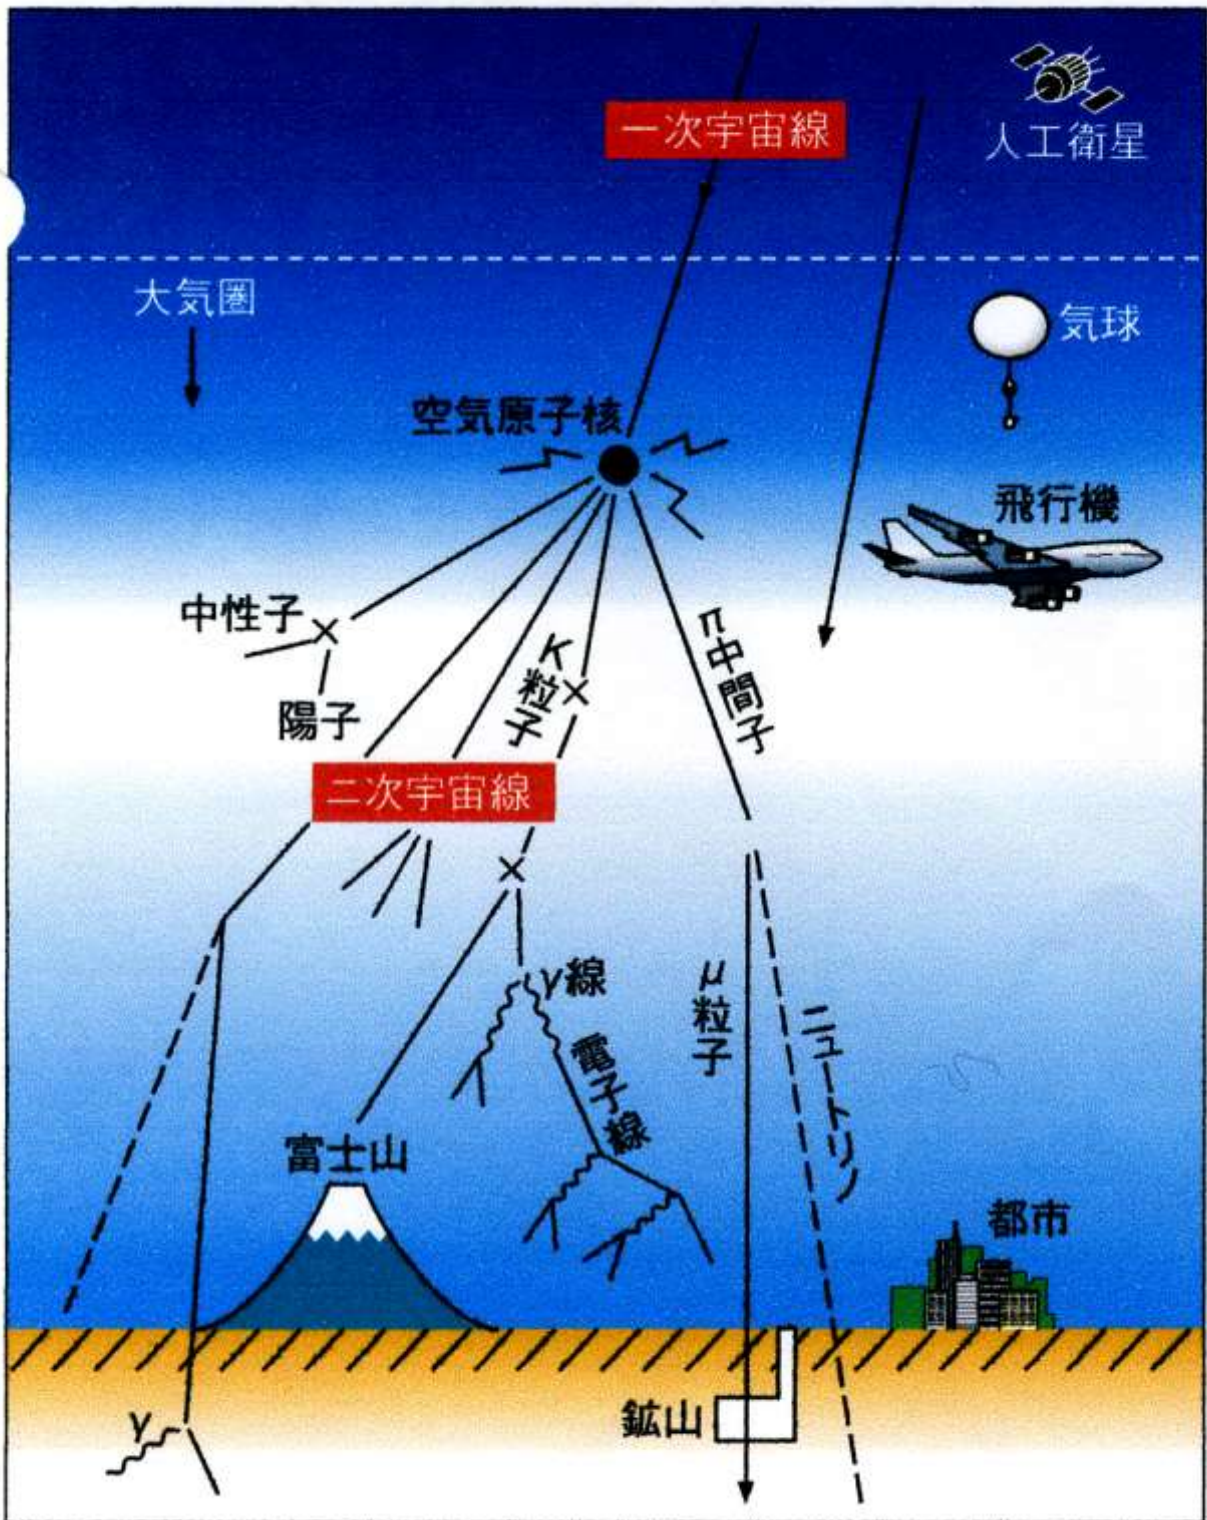 一次宇宙線
人工衛星
大気圏
気球
空気原子核
飛行機
中性子
陽子
K粒子
π中間子
二次宇宙線
γ線
電子線
μ粒子
ニュートリノ
富士山
都市
γ
鉱山